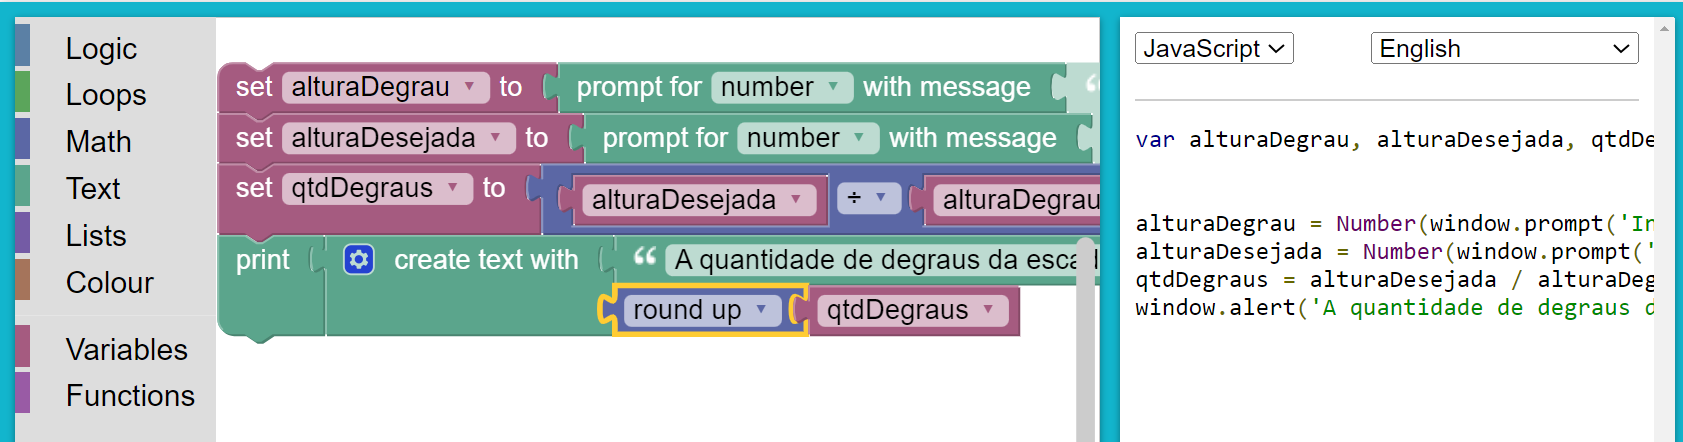 Logic
Loops
Math
Text
Lists
Colour
Variables
Functions
set alturaDegrau to prompt for number with message “
set alturaDesejada to prompt for number with message
set qtdDegraus to alturaDesejada ÷ alturaDegrau
print create text with “ A quantidade de degraus da escad
round up qtdDegraus
JavaScript English
var alturaDegrau, alturaDesejada, qtdDe
alturaDegrau = Number(window.prompt('In
alturaDesejada = Number(window.prompt('
qtdDegraus = alturaDesejada / alturaDeg
window.alert('A quantidade de degraus d